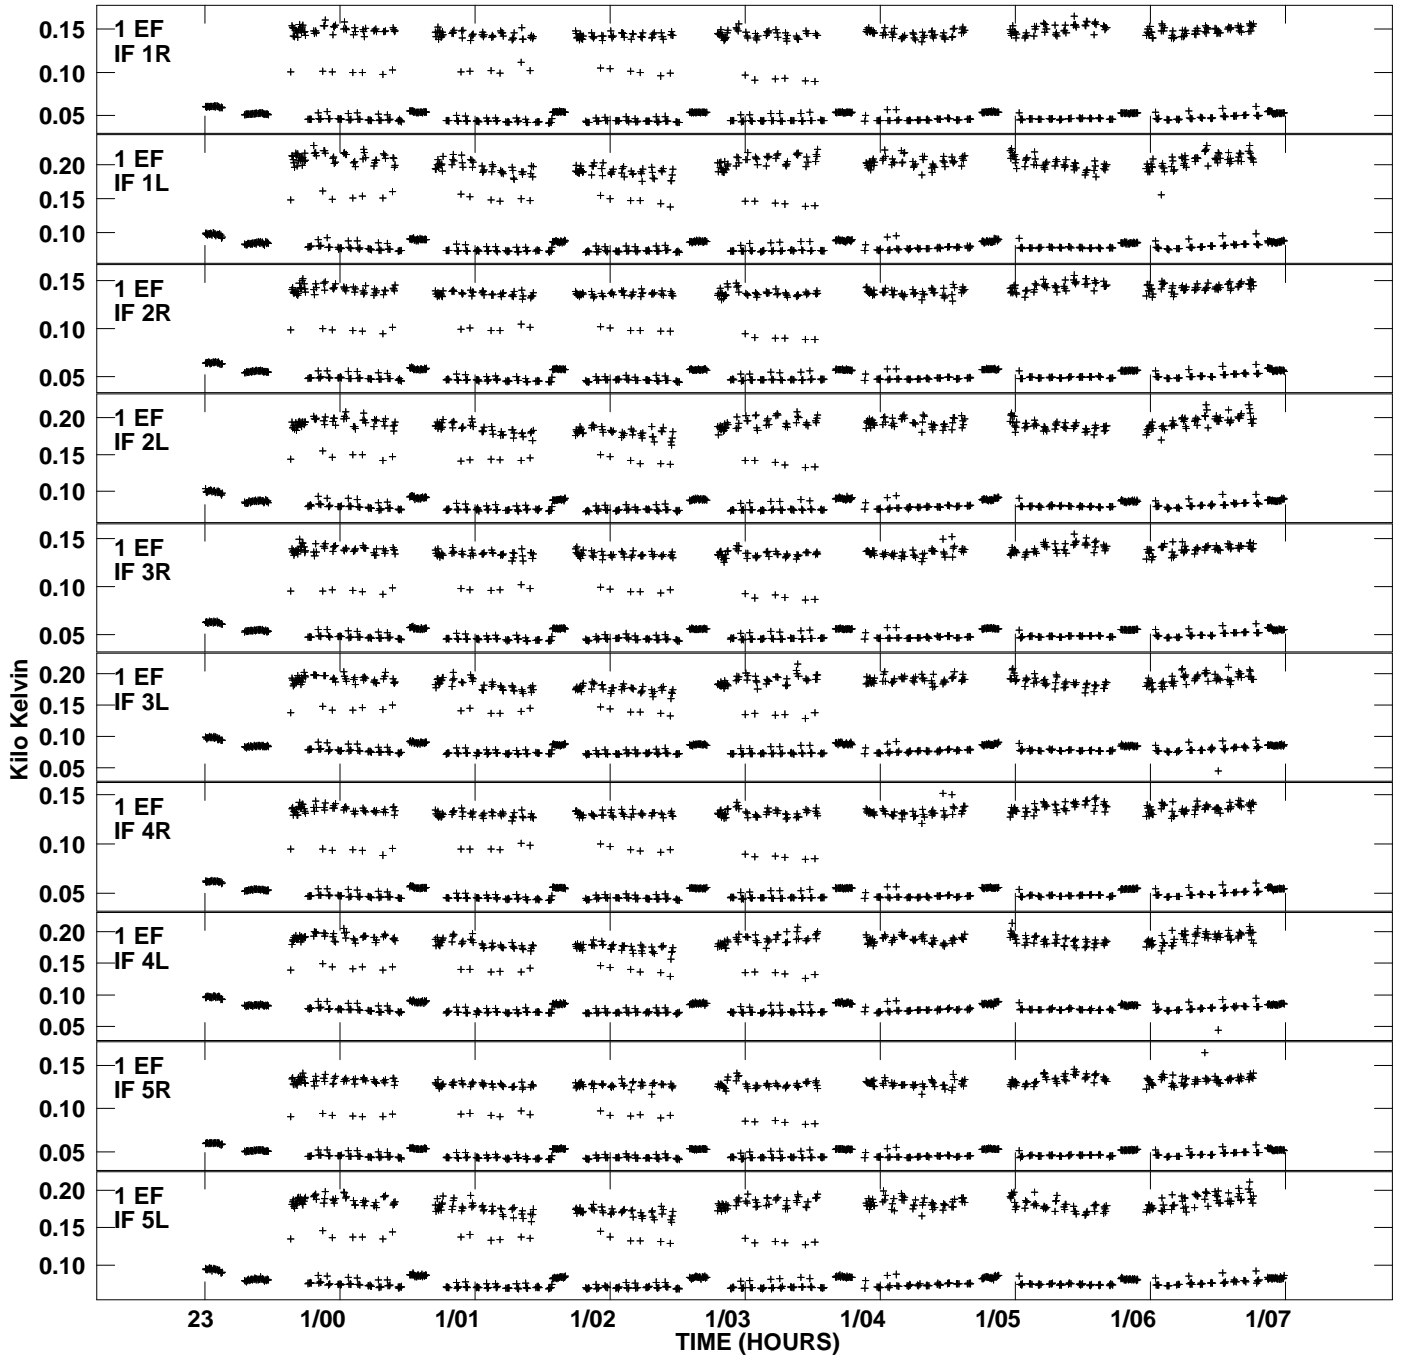 1 EF
IF 1R
0.15
0.10
0.05
1 EF
IF 1L
0.20
0.15
0.10
1 EF
IF 2R
0.15
0.10
0.05
1 EF
IF 2L
0.20
0.15
0.10
1 EF
IF 3R
0.15
0.10
0.05
1 EF
IF 3L
0.20
0.15
0.10
0.05
1 EF
IF 4R
0.15
0.10
0.05
1 EF
IF 4L
0.20
0.15
0.10
0.05
1 EF
IF 5R
0.15
0.10
0.05
1 EF
IF 5L
0.20
0.15
0.10
Kilo Kelvin
23 1/00 1/01 1/02 1/03 1/04 1/05 1/06 1/07
TIME (HOURS)